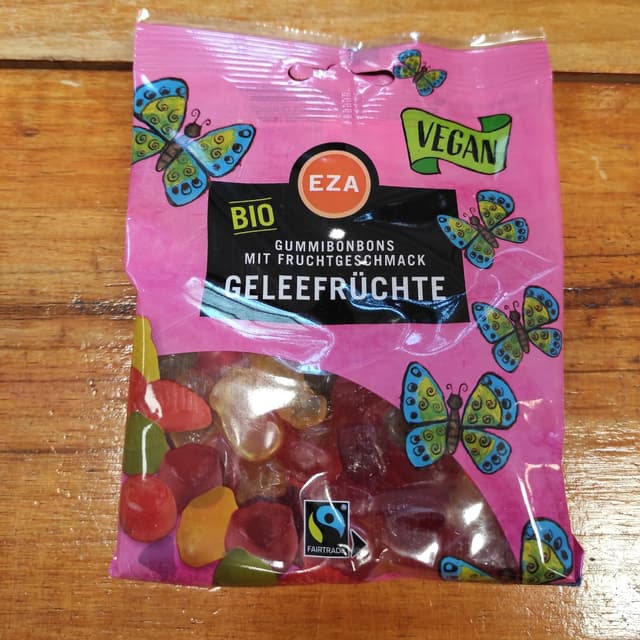 VEGAN
EZA
BIO
GUMMIBONBONS
MIT FRUCHTGESCHMACK
GELEEFRÜCHTE
FAIRTRADE